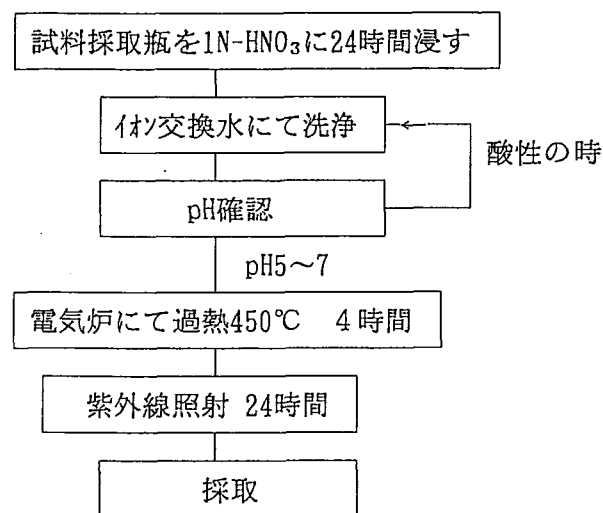 試料採取瓶を1N-HNO₃に24時間浸す
ｲｵﾝ交換水にて洗浄
酸性の時
pH確認
pH5～7
電気炉にて過熱450℃　4時間
紫外線照射 24時間
採取